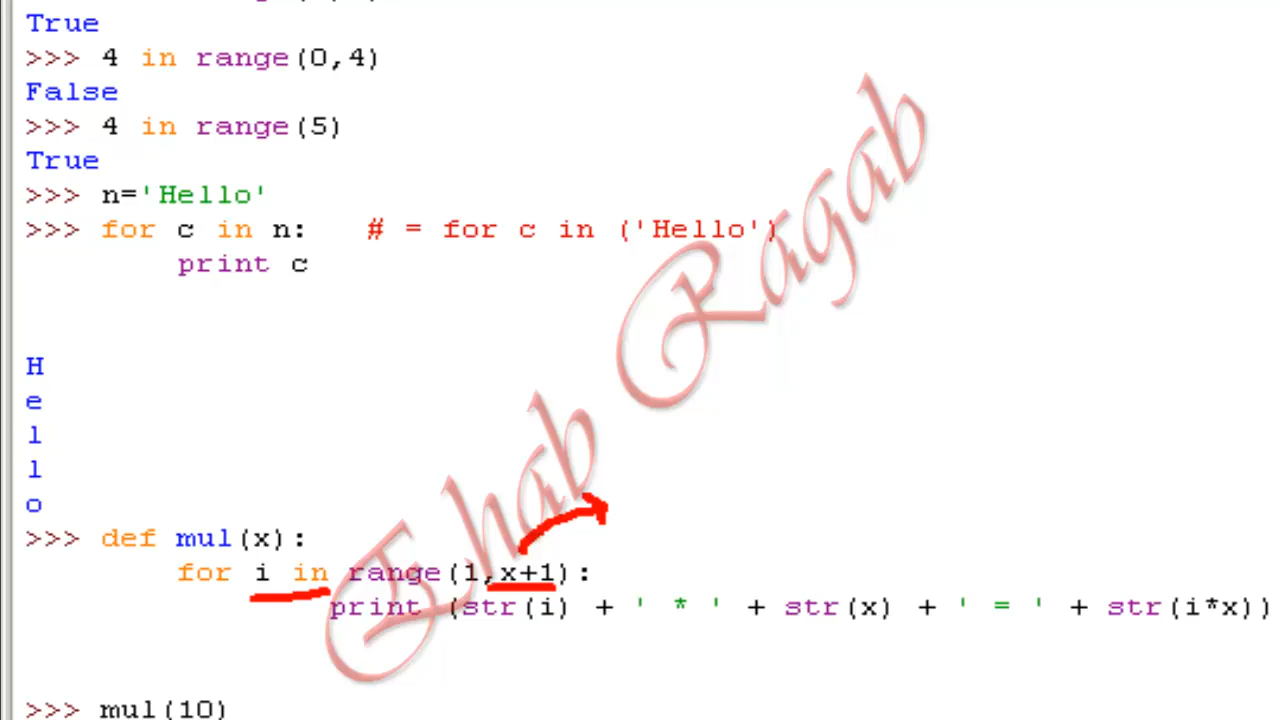 True
>>> 4 in range(0,4)
False
>>> 4 in range(5)
True
>>> n='Hello'
>>> for c in n:   # = for c in ('Hello')
        print c
H
e
l
l
o
>>> def mul(x):
        for i in range(1,x+1):
                print (str(i) + ' * ' + str(x) + ' = ' + str(i*x))
>>> mul(10)
Ehab Ragab